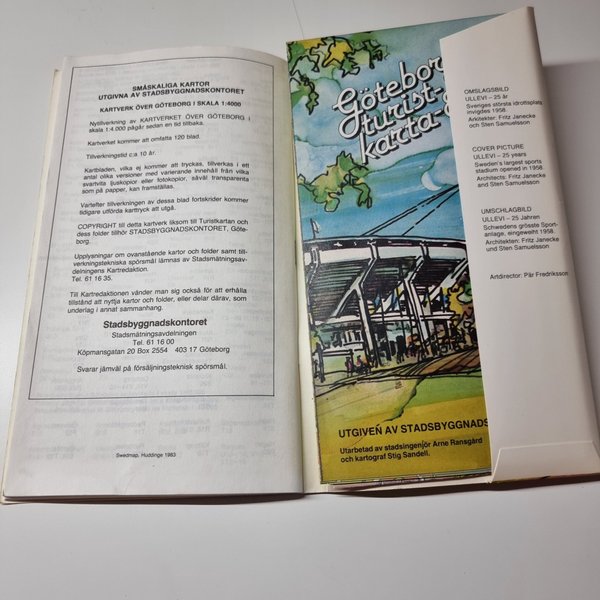 SMÅSKALIGA KARTOR
UTGIVNA AV STADSBYGGNADSKONTORET
KARTVERK ÖVER GÖTEBORG I SKALA 1:4000
Nytillverkning av KARTVERKET ÖVER GÖTEBORG i
skala 1:4.000 pågår sedan en tid tillbaka.
Kartverket kommer att omfatta 120 blad.
Tillverkningstid c:a 10 år.
Kartbladen, vilka ej kommer att tryckas, tillverkas i ett
antal olika versioner med varierande innehåll från vilka
svartvita ljuskopior eller fotokopior, såväl transparenta
som på papper, kan framställas.
Vartefter tillverkningen av dessa blad fortskrider kommer
tidigare utförda karttryck att utgå.
COPYRIGHT till detta kartverk liksom till Turistkartan och
dess folder tillhör STADSBYGGNADSKONTORET, Göte-
borg.
Upplysningar om ovanstående kartor och folder samt till-
verkningstekniska spörsmål lämnas av Stadsmätningsav-
delningens Kartredaktion.
Tel. 61 16 35.
Till Kartredaktionen vänder man sig också för att erhålla
tillstånd att nyttja kartor och folder, eller delar därav, som
underlag i annat sammanhang.
Stadsbyggnadskontoret
Stadsmätningsavdelningen
Tel. 61 16 00
Köpmansgatan 20 Box 2554 403 17 Göteborg
Svarar jämväl på försäljningsteknisk spörsmål.
Swedmap, Huddinge 1983
Götebor
turist-
karta-
UTGIVEN AV STADSBYGGNADS
Utarbetad av stadsingenjör Arne Ransgård
och kartograf Stig Sandell.
OMSLAGSBILD
ULLEVI – 25 år
Sveriges största idrottsplats
invigdes 1958.
Arkitekter: Fritz Janecke
och Sten Samuelsson
COVER PICTURE
ULLEVI – 25 years
Sweden's largest sports
stadium opened in 1958.
Architects: Fritz Janecke
and Sten Samuelsson
UMSCHLAGBILD
ULLEVI – 25 Jahren
Schwedens grösste Sport-
anlage, eingeweiht 1958.
Architekten: Fritz Janecke
und Sten Samuelsson
Artdirector: Pär Fredriksson